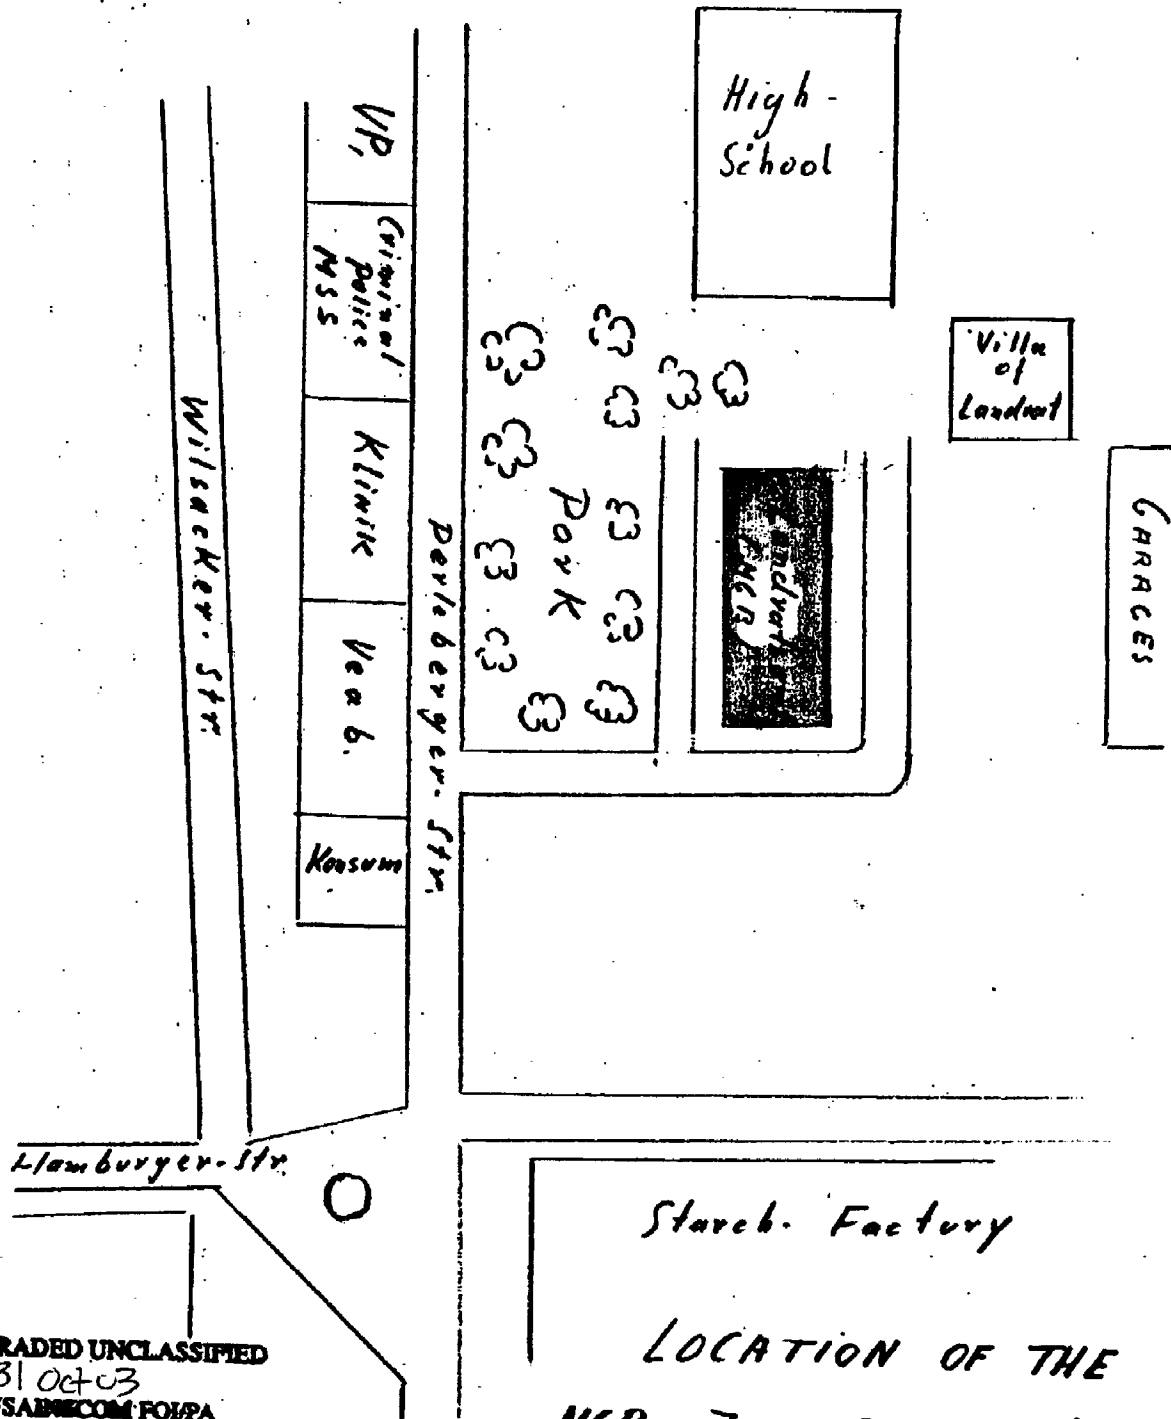 High-
School
VP,
Criminal
Police
MSS
Klinik
Veab.
Konsum
Wilsacker-Str.
Perleberger-Str.
Park
Villa
of
Landrat
GARAGES
Hamburger-Str.
Starch-Factory
LOCATION OF THE
RADED UNCLASSIFIED
31 Oct 03